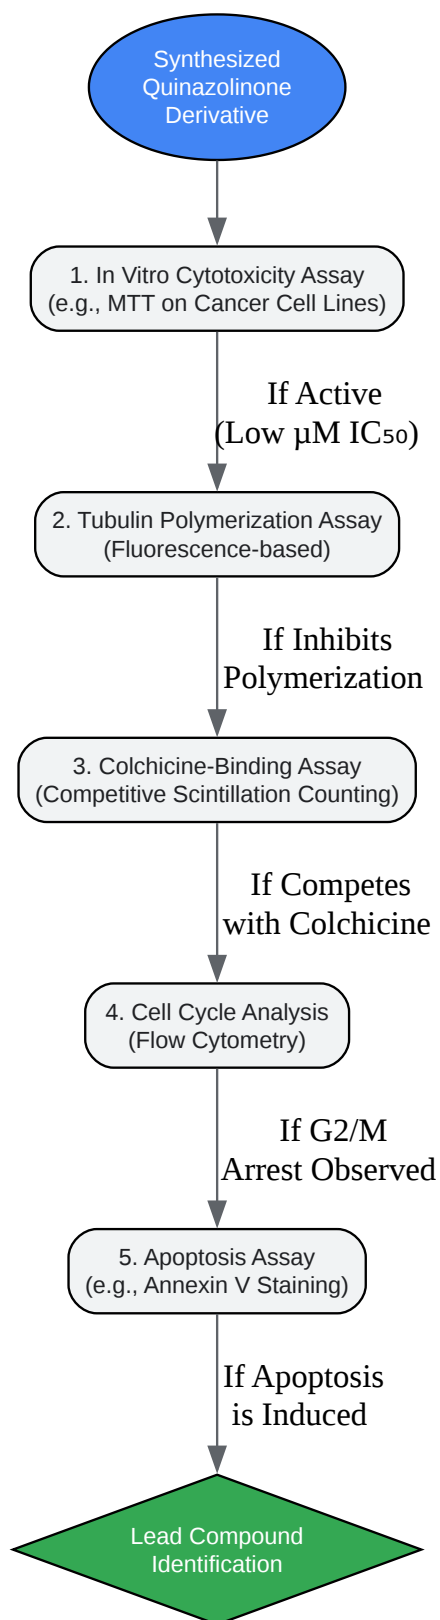 Synthesized
Quinazolinone
Derivative
1. In Vitro Cytotoxicity Assay
(e.g., MTT on Cancer Cell Lines)
If Active
(Low µM IC₅₀)
2. Tubulin Polymerization Assay
(Fluorescence-based)
If Inhibits
Polymerization
3. Colchicine-Binding Assay
(Competitive Scintillation Counting)
If Competes
with Colchicine
4. Cell Cycle Analysis
(Flow Cytometry)
If G2/M
Arrest Observed
5. Apoptosis Assay
(e.g., Annexin V Staining)
If Apoptosis
is Induced
Lead Compound
Identification